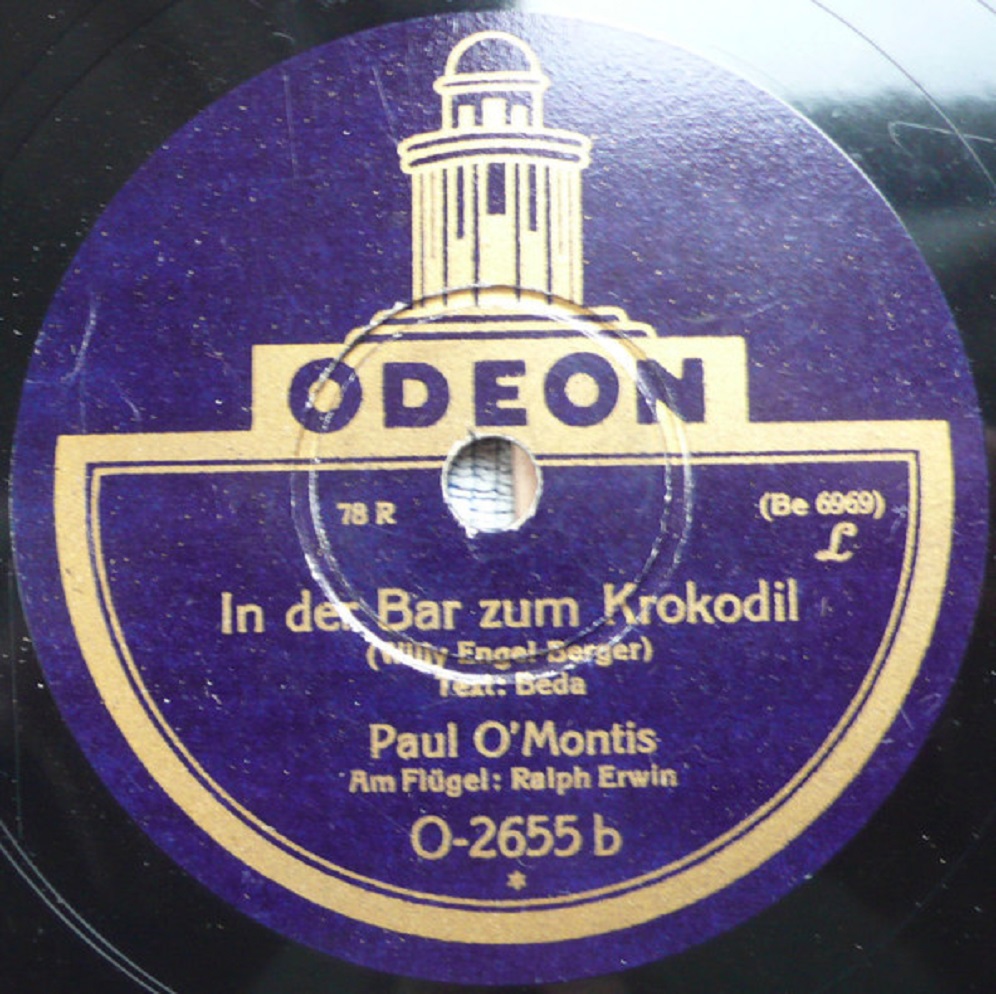 ODEON
78 R (Be 6969)
L
In der Bar zum Krokodil
(Willy Engel-Berger)
Text: Beda
Paul O'Montis
Am Flügel: Ralph Erwin
O-2655 b
*